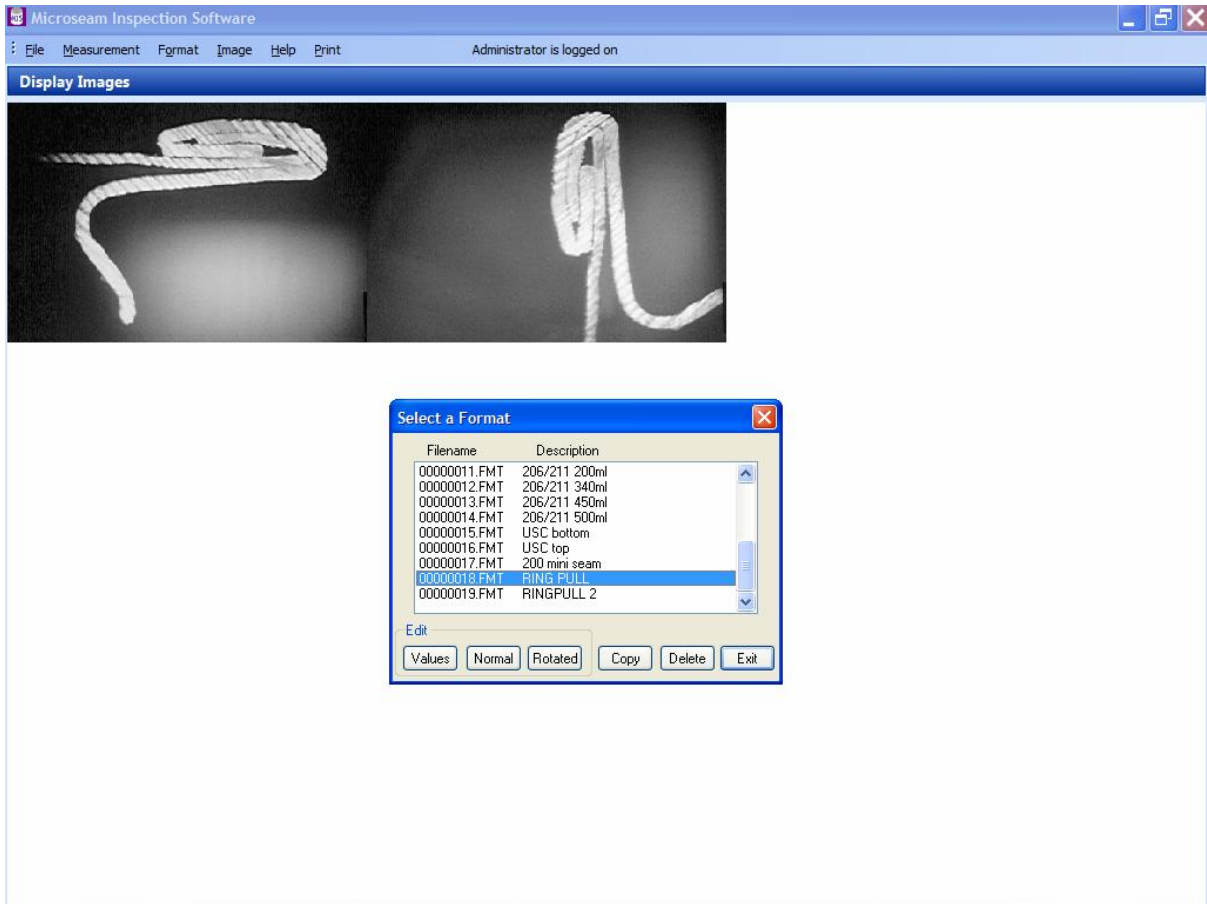 Microseam Inspection Software
File Measurement Format Image Help Print Administrator is logged on
Display Images
Select a Format
Filename Description
00000011.FMT 206/211 200ml
00000012.FMT 206/211 340ml
00000013.FMT 206/211 450ml
00000014.FMT 206/211 500ml
00000015.FMT USC bottom
00000016.FMT USC top
00000017.FMT 200 mini seam
00000018.FMT RING PULL
00000019.FMT RINGPULL 2
Edit
Values Normal Rotated Copy Delete Exit